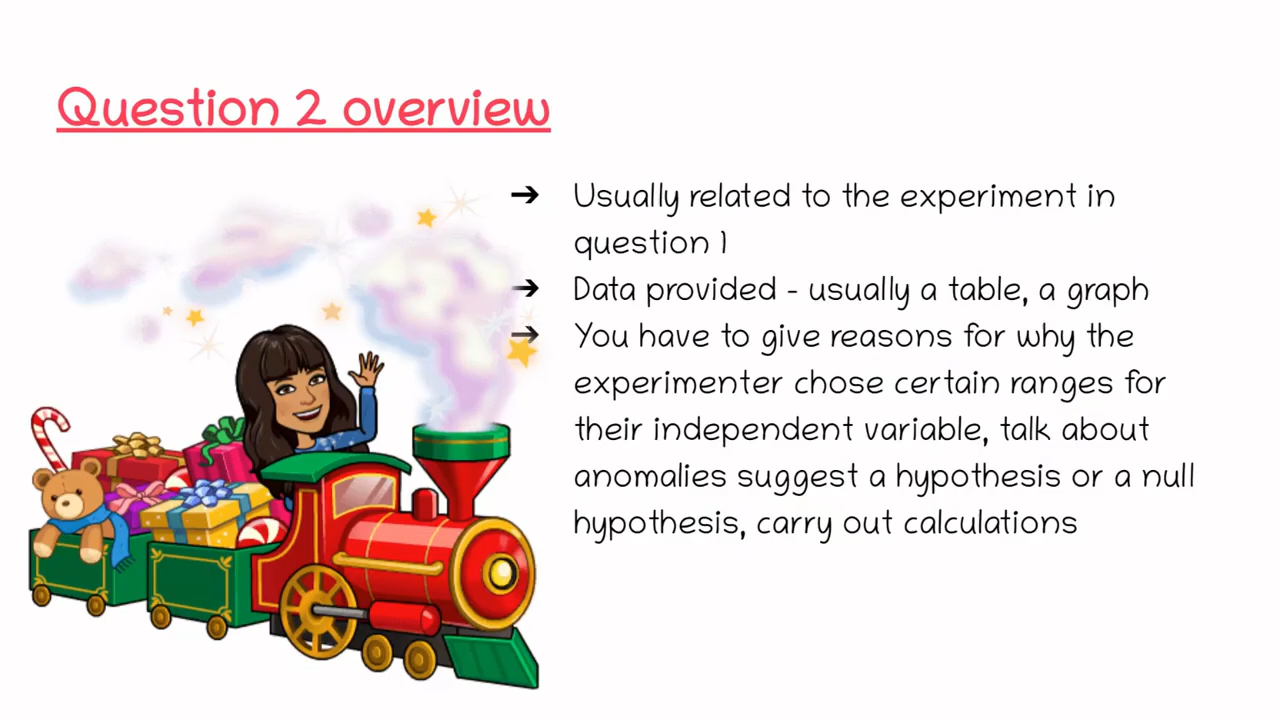 Question 2 overview
➔ Usually related to the experiment in
question 1
➔ Data provided - usually a table, a graph
➔ You have to give reasons for why the
experimenter chose certain ranges for
their independent variable, talk about
anomalies suggest a hypothesis or a null
hypothesis, carry out calculations